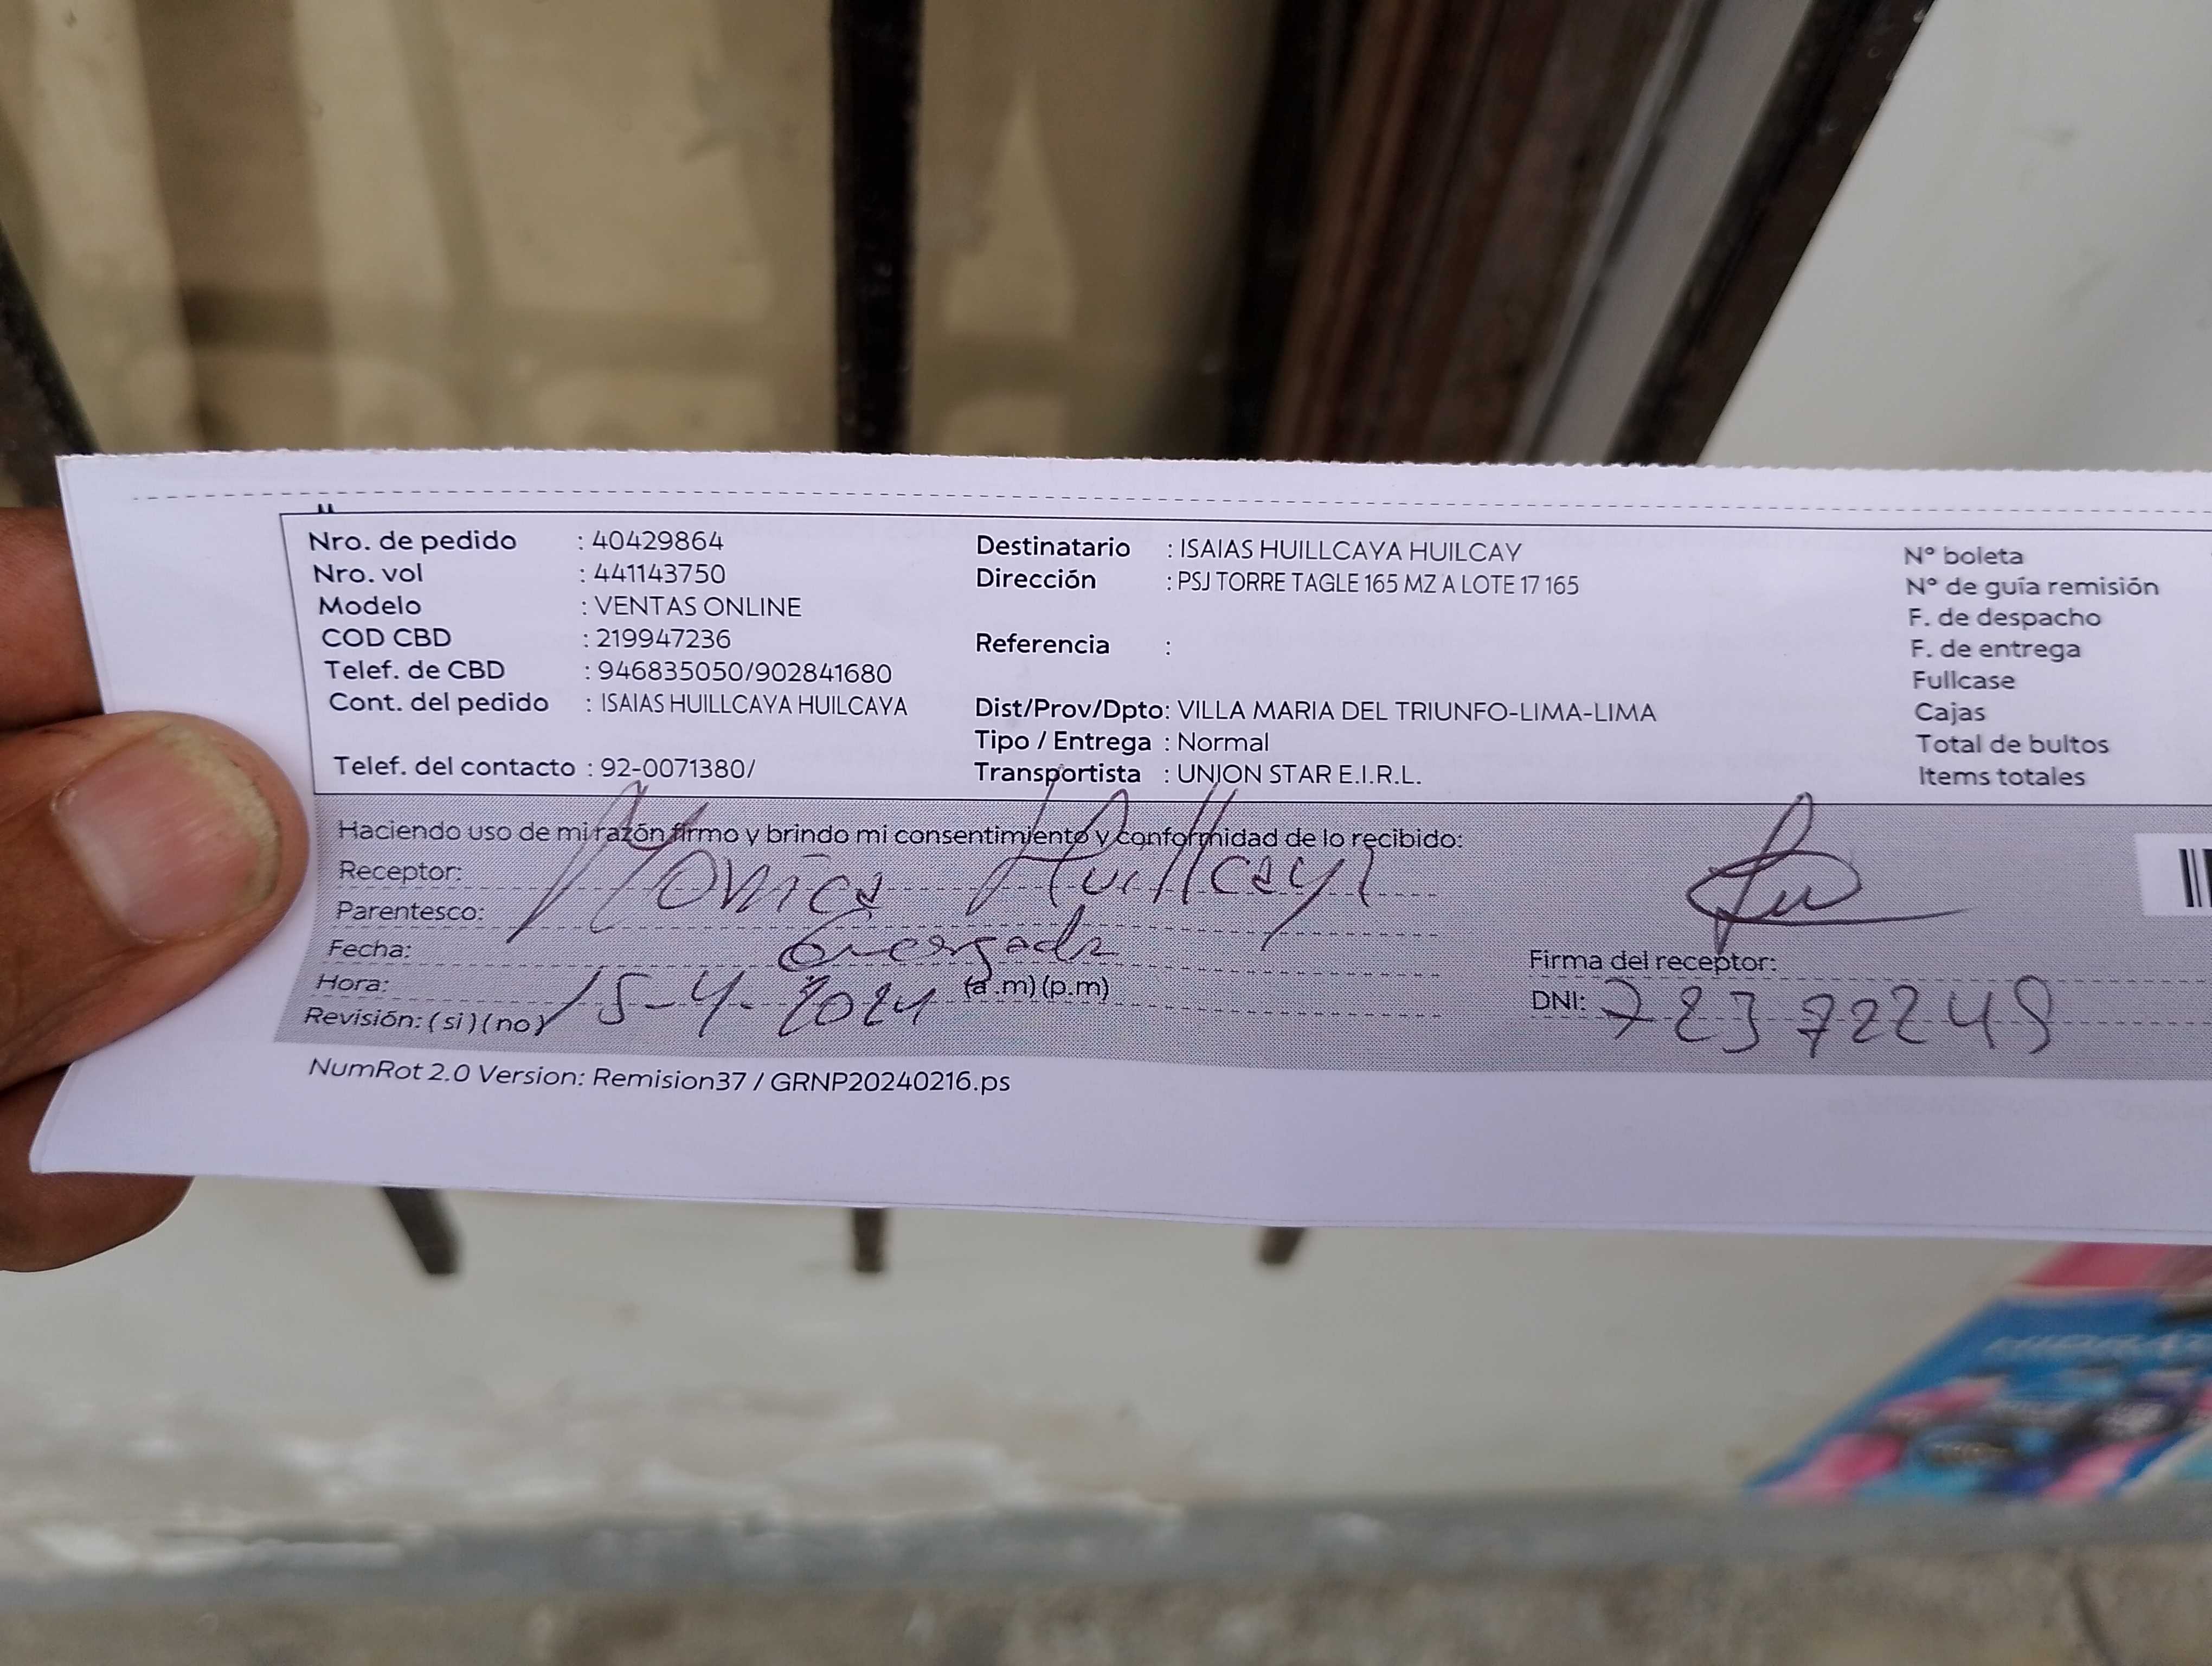 Nro. de pedido : 40429864
Nro. vol : 441143750
Modelo : VENTAS ONLINE
COD CBD : 219947236
Telef. de CBD : 946835050/902841680
Cont. del pedido : ISAIAS HUILLCAYA HUILCAYA
Telef. del contacto : 92-0071380/
Destinatario : ISAIAS HUILLCAYA HUILCAY
Dirección : PSJ TORRE TAGLE 165 MZ A LOTE 17 165
Referencia :
Dist/Prov/Dpto: VILLA MARIA DEL TRIUNFO-LIMA-LIMA
Tipo / Entrega : Normal
Transportista : UNION STAR E.I.R.L.
N° boleta
N° de guía remisión
F. de despacho
F. de entrega
Fullcase
Cajas
Total de bultos
Items totales
Haciendo uso de mi razón firmo y brindo mi consentimiento y conformidad de lo recibido:
Receptor: Monica Huillcaya
Parentesco:
Fecha: Encargada
Hora: 15-4-2024 (a.m)(p.m)
Revisión: (si)(no)
Firma del receptor:
DNI: 72372249
NumRot 2.0 Version: Remision37 / GRNP20240216.ps